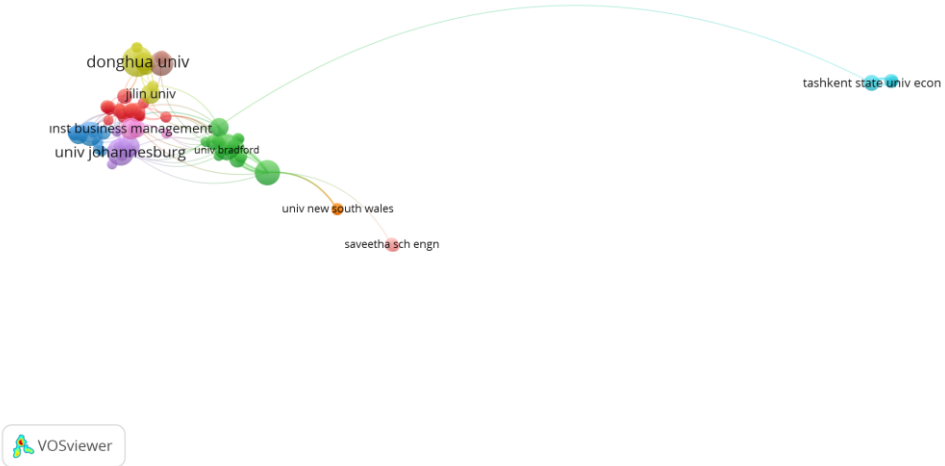 donghua univ
tashkent state univ econ
jilin univ
inst business management
univ johannesburg
univ bradford
univ new south wales
saveetha sch engn
VOSviewer